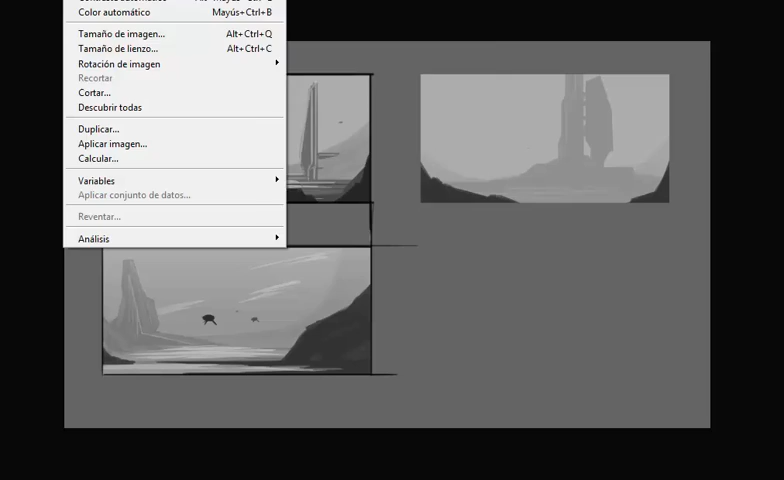 Color automático Mayús+Ctrl+B
Tamaño de imagen... Alt+Ctrl+Q
Tamaño de lienzo... Alt+Ctrl+C
Rotación de imagen
Recortar
Cortar...
Descubrir todas
Duplicar...
Aplicar imagen...
Calcular...
Variables
Aplicar conjunto de datos...
Reventar...
Análisis